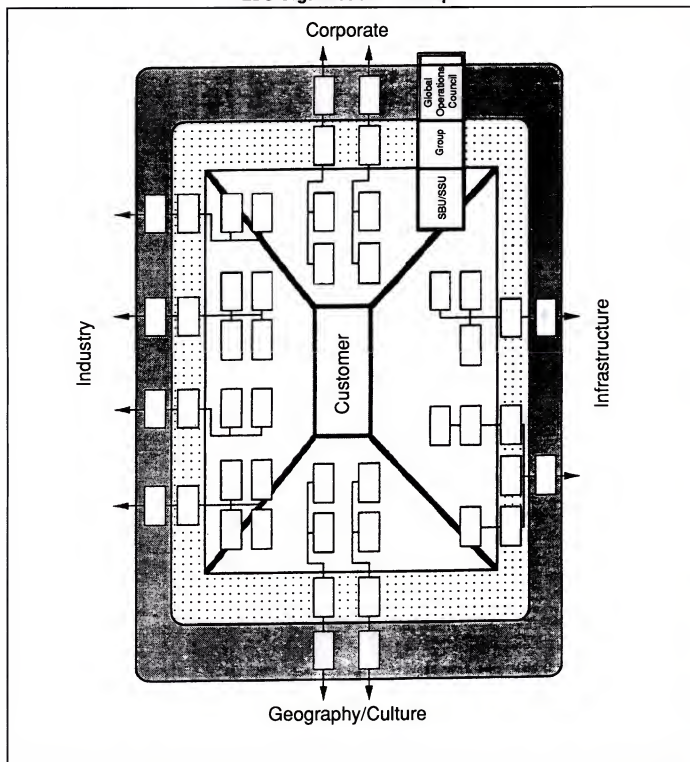 Corporate
Global
Operations
Council
Group
SBU/SSU
Industry
Customer
Infrastructure
Geography/Culture